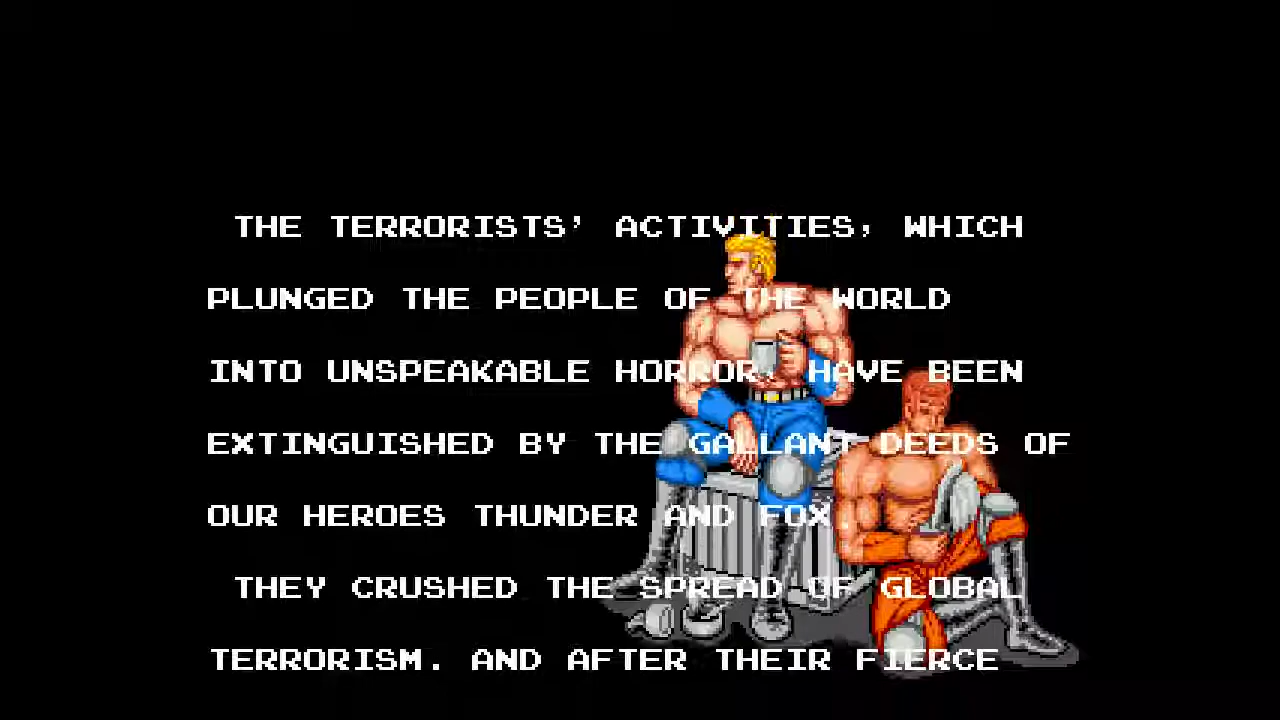 THE TERRORISTS' ACTIVITIES, WHICH
PLUNGED THE PEOPLE OF THE WORLD
INTO UNSPEAKABLE HORROR, HAVE BEEN
EXTINGUISHED BY THE GALLANT DEEDS OF
OUR HEROES THUNDER AND FOX.
THEY CRUSHED THE SPREAD OF GLOBAL
TERRORISM. AND AFTER THEIR FIERCE